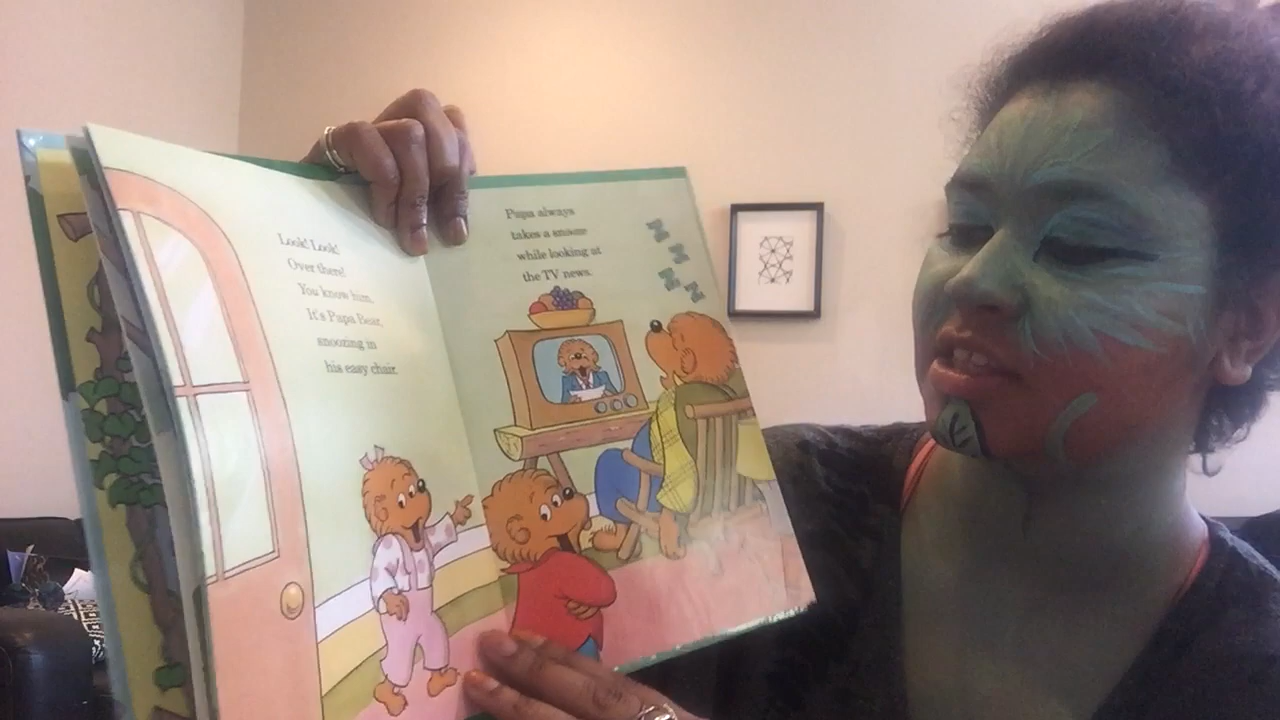 Look! Look!
Over there!
You know him.
It's Papa Bear,
snoozing in
his easy chair.
Papa always
takes a snooze
while looking at
the TV news.
Z
Z
Z
Z
Z